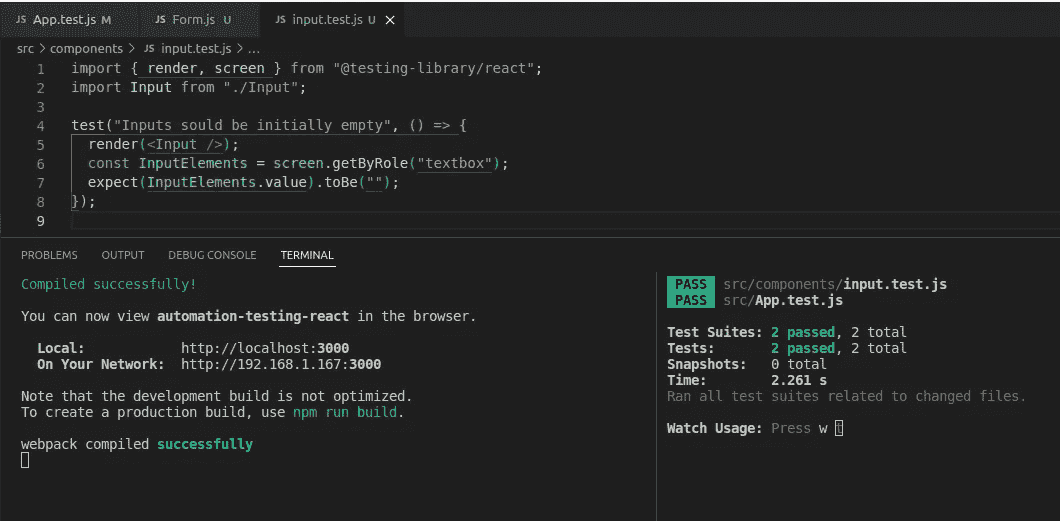 JS App.test.js M JS Form.js U JS input.test.js U ×
src > components > JS input.test.js > ...
1 import { render, screen } from "@testing-library/react";
2 import Input from "./Input";
3
4 test("Inputs sould be initially empty", () => {
5 render(<Input />);
6 const InputElements = screen.getByRole("textbox");
7 expect(InputElements.value).toBe("");
8 });
9
PROBLEMS OUTPUT DEBUG CONSOLE TERMINAL
Compiled successfully!
You can now view automation-testing-react in the browser.
Local: http://localhost:3000
On Your Network: http://192.168.1.167:3000
Note that the development build is not optimized.
To create a production build, use npm run build.
webpack compiled successfully
PASS src/components/input.test.js
PASS src/App.test.js
Test Suites: 2 passed, 2 total
Tests: 2 passed, 2 total
Snapshots: 0 total
Time: 2.261 s
Ran all test suites related to changed files.
Watch Usage: Press w t